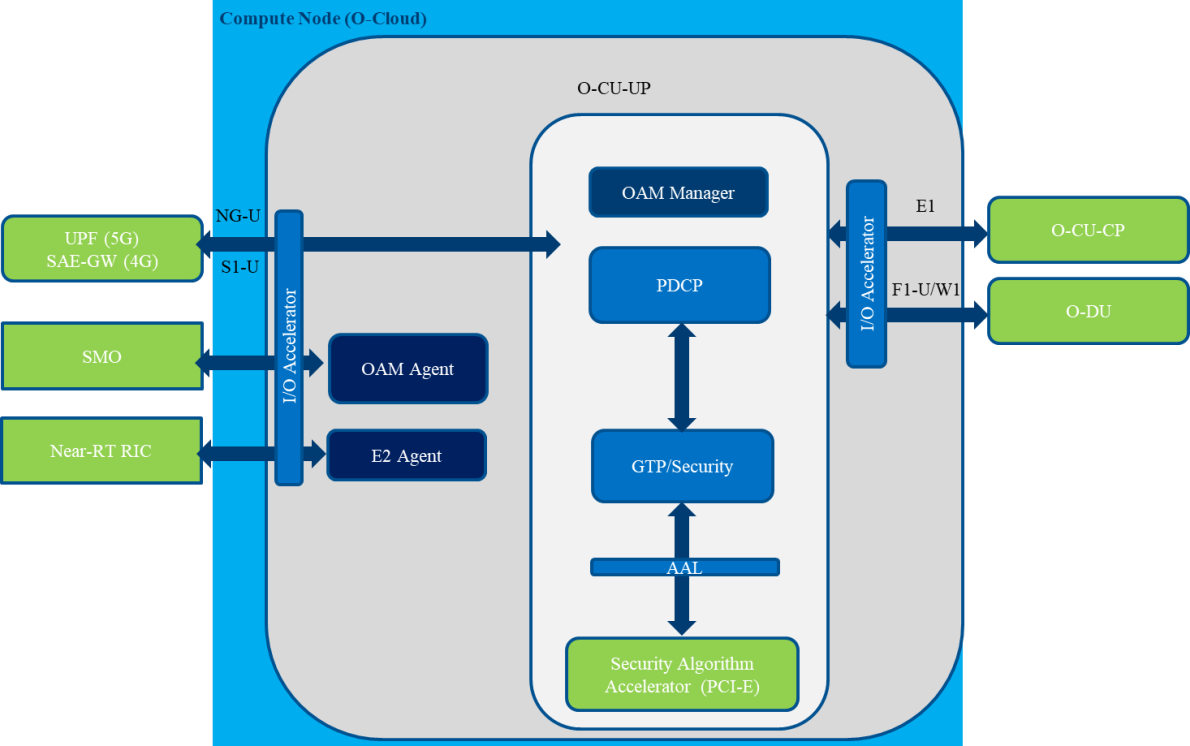 Compute Node (O-Cloud)
O-CU-UP
OAM Manager
NG-U
E1
UPF (5G)
SAE-GW (4G)
S1-U
O-CU-CP
I/O Accelerator
PDCP
I/O Accelerator
F1-U/W1
O-DU
SMO
OAM Agent
Near-RT RIC
E2 Agent
GTP/Security
AAL
Security Algorithm
Accelerator (PCI-E)